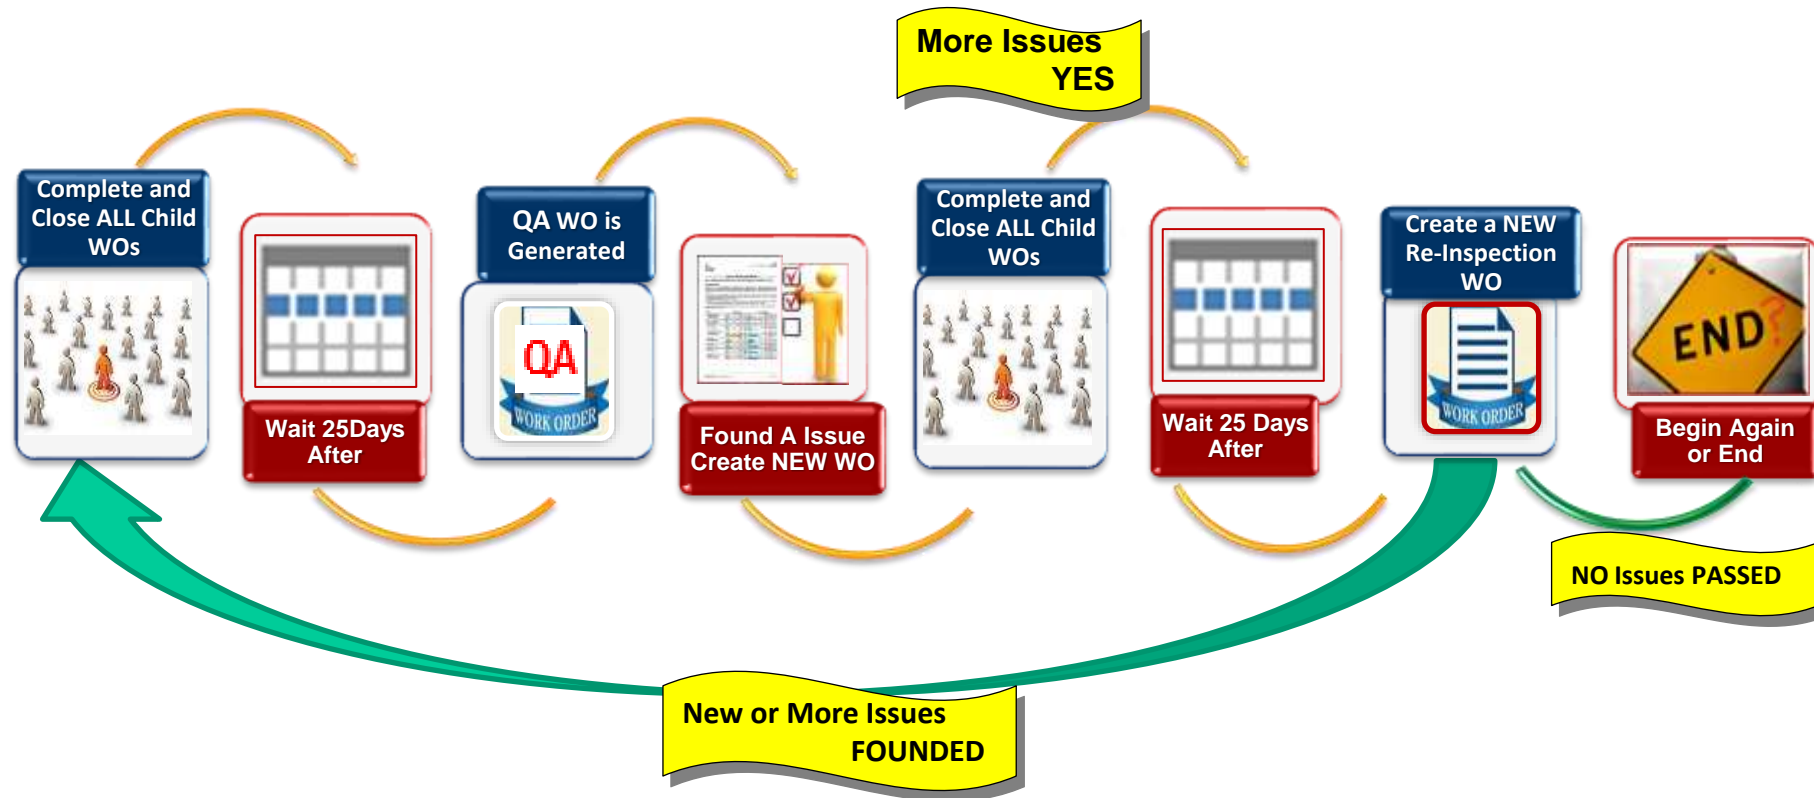 More Issues
YES
Complete and
Close ALL Child
WOs
Wait 25Days
After
QA WO is
Generated
QA
WORK ORDER
Found A Issue
Create NEW WO
Complete and
Close ALL Child
WOs
Wait 25 Days
After
Create a NEW
Re-Inspection
WO
WORK ORDER
END?
Begin Again
or End
NO Issues PASSED
New or More Issues
FOUNDED